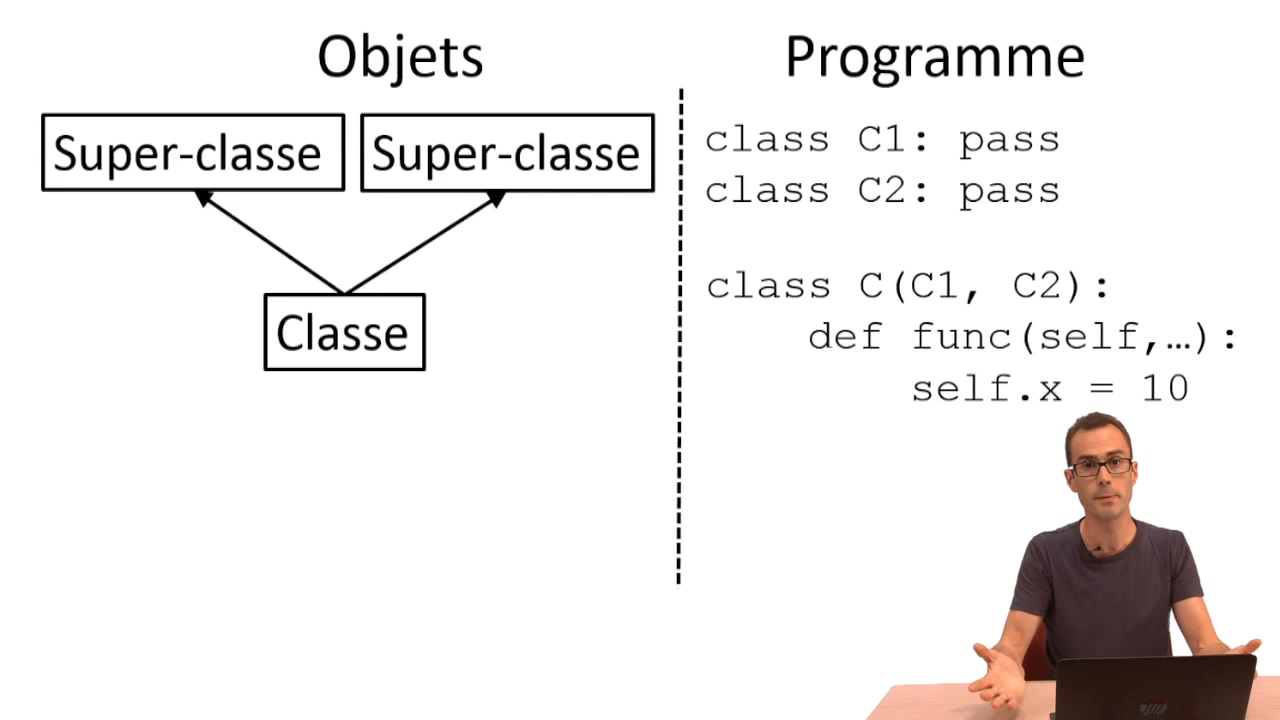 Objets
Super-classe
Super-classe
Classe
Programme
class C1: pass
class C2: pass
class C(C1, C2):
    def func(self,…):
        self.x = 10
hp